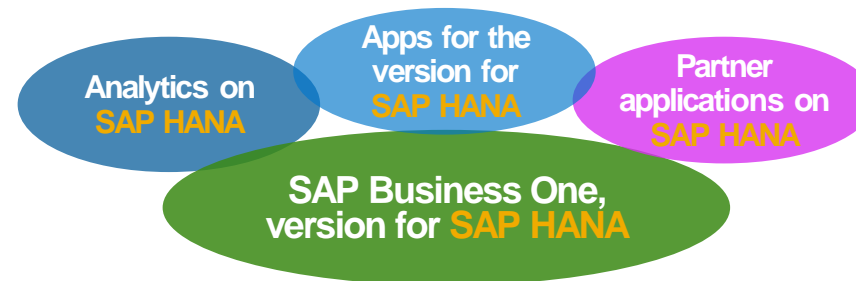 Analytics on
SAP HANA
Apps for the
version for
SAP HANA
Partner
applications on
SAP HANA
SAP Business One,
version for SAP HANA